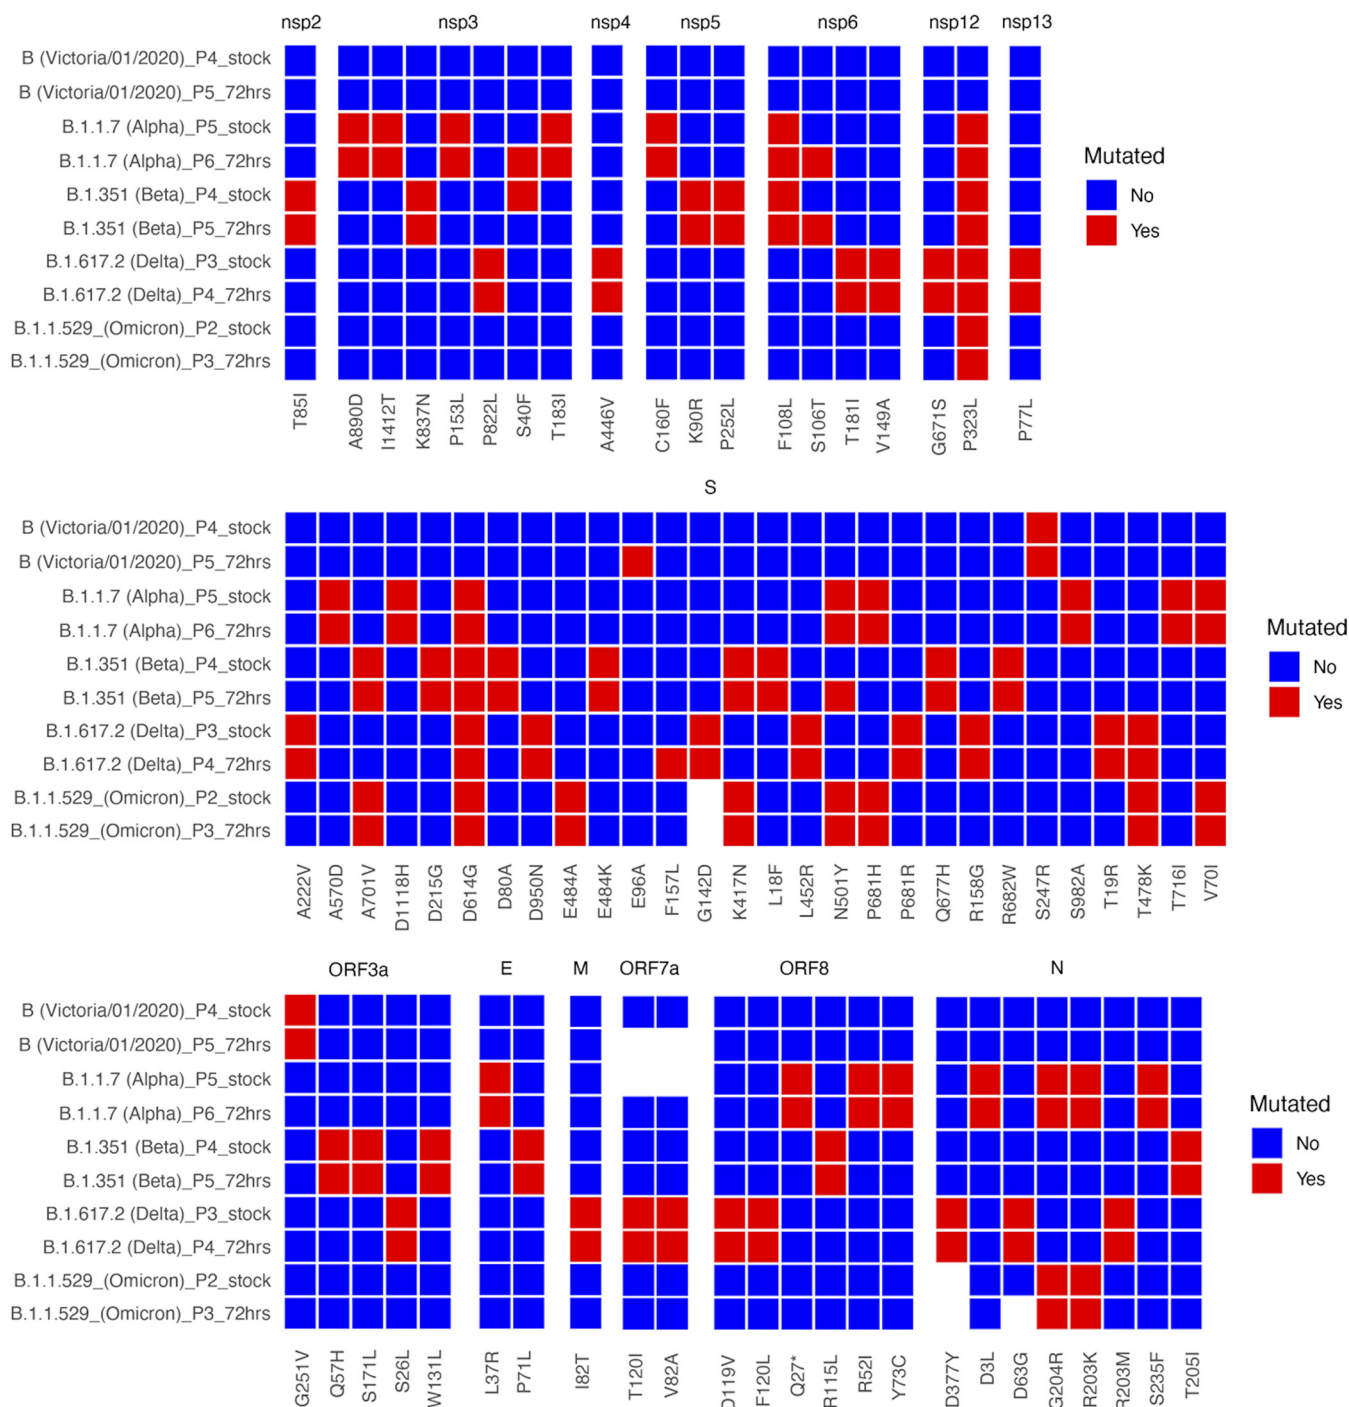 nsp2 nsp3 nsp4 nsp5 nsp6 nsp12 nsp13
B (Victoria/01/2020)_P4_stock
B (Victoria/01/2020)_P5_72hrs
B.1.1.7 (Alpha)_P5_stock
B.1.1.7 (Alpha)_P6_72hrs
B.1.351 (Beta)_P4_stock
B.1.351 (Beta)_P5_72hrs
B.1.617.2 (Delta)_P3_stock
B.1.617.2 (Delta)_P4_72hrs
B.1.1.529_(Omicron)_P2_stock
B.1.1.529_(Omicron)_P3_72hrs
Mutated
No
Yes
T85I A890D I1412T K837N P153L P822L S40F T183I A446V C160F K90R P252L F108L S106T T181I V149A G671S P323L P77L
S
B (Victoria/01/2020)_P4_stock
B (Victoria/01/2020)_P5_72hrs
B.1.1.7 (Alpha)_P5_stock
B.1.1.7 (Alpha)_P6_72hrs
B.1.351 (Beta)_P4_stock
B.1.351 (Beta)_P5_72hrs
B.1.617.2 (Delta)_P3_stock
B.1.617.2 (Delta)_P4_72hrs
B.1.1.529_(Omicron)_P2_stock
B.1.1.529_(Omicron)_P3_72hrs
Mutated
No
Yes
A222V A570D A701V D1118H D215G D614G D80A D950N E484A E484K E96A F157L G142D K417N L18F L452R N501Y P681H P681R Q677H R158G R682W S247R S982A T19R T478K T716I V70I
ORF3a E M ORF7a ORF8 N
B (Victoria/01/2020)_P4_stock
B (Victoria/01/2020)_P5_72hrs
B.1.1.7 (Alpha)_P5_stock
B.1.1.7 (Alpha)_P6_72hrs
B.1.351 (Beta)_P4_stock
B.1.351 (Beta)_P5_72hrs
B.1.617.2 (Delta)_P3_stock
B.1.617.2 (Delta)_P4_72hrs
B.1.1.529_(Omicron)_P2_stock
B.1.1.529_(Omicron)_P3_72hrs
Mutated
No
Yes
G251V Q57H S171L S26L W131L L37R P71L I82T T120I V82A D119V F120L Q27* R115L R52I Y73C D377Y D3L D63G G204R R203K R203M S235F T205I